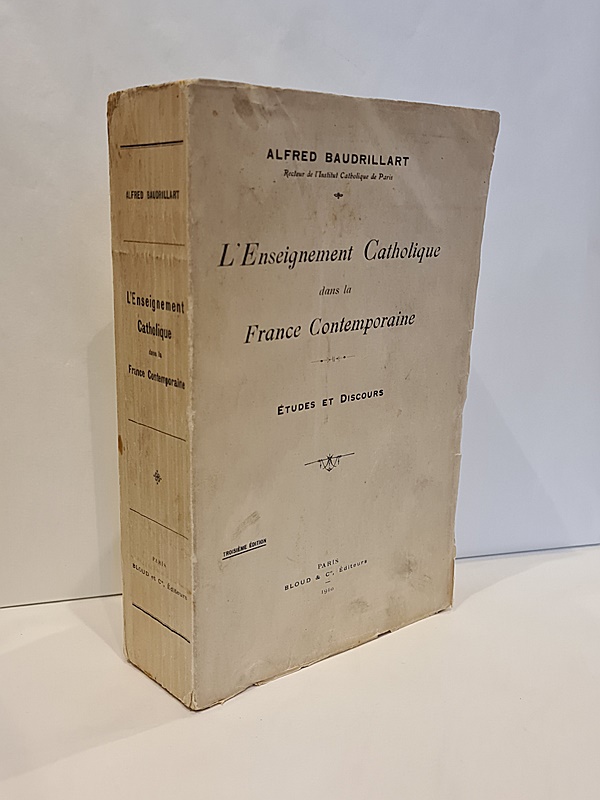 ALFRED BAUDRILLART
L'Enseignement
Catholique
dans la
France Contemporaine
PARIS
BLOUD et Cie, Éditeurs
ALFRED BAUDRILLART
Recteur de l'Institut Catholique de Paris
L'Enseignement Catholique
dans la
France Contemporaine
ÉTUDES ET DISCOURS
TROISIÈME ÉDITION
PARIS
BLOUD & Cie, Éditeurs
1910